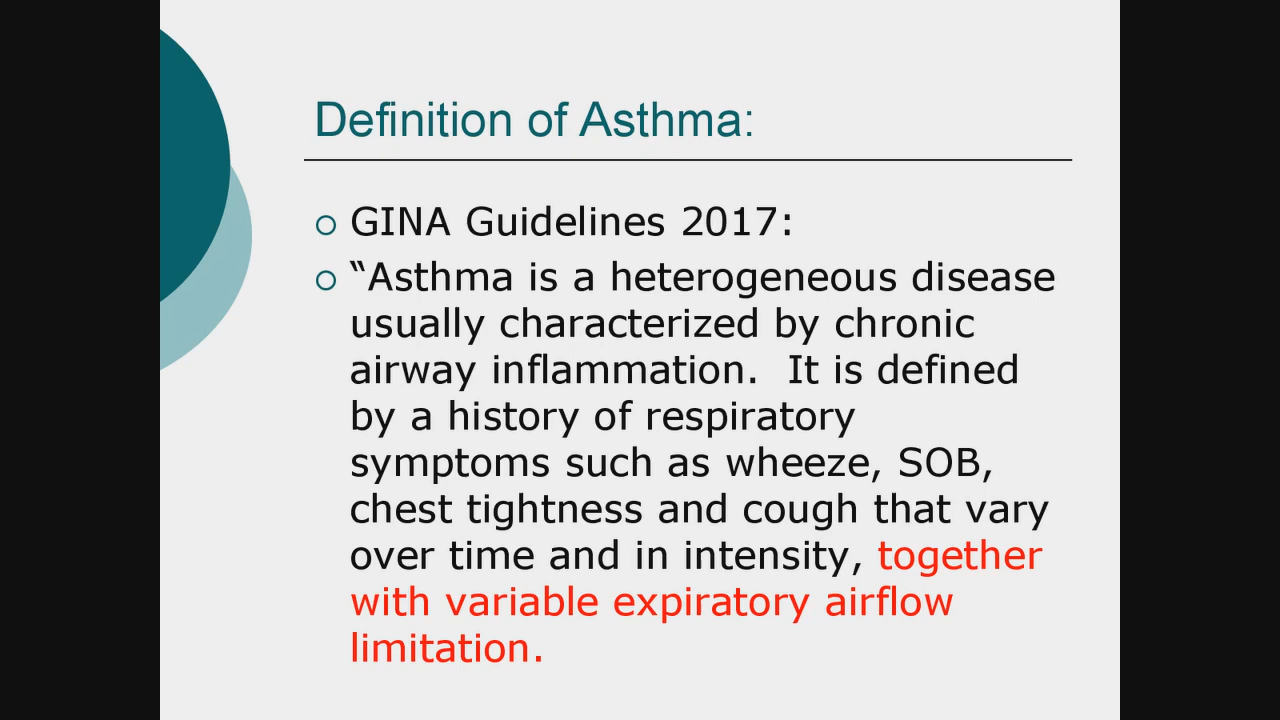 Definition of Asthma:
GINA Guidelines 2017:
“Asthma is a heterogeneous disease
usually characterized by chronic
airway inflammation.  It is defined
by a history of respiratory
symptoms such as wheeze, SOB,
chest tightness and cough that vary
over time and in intensity, together
with variable expiratory airflow
limitation.